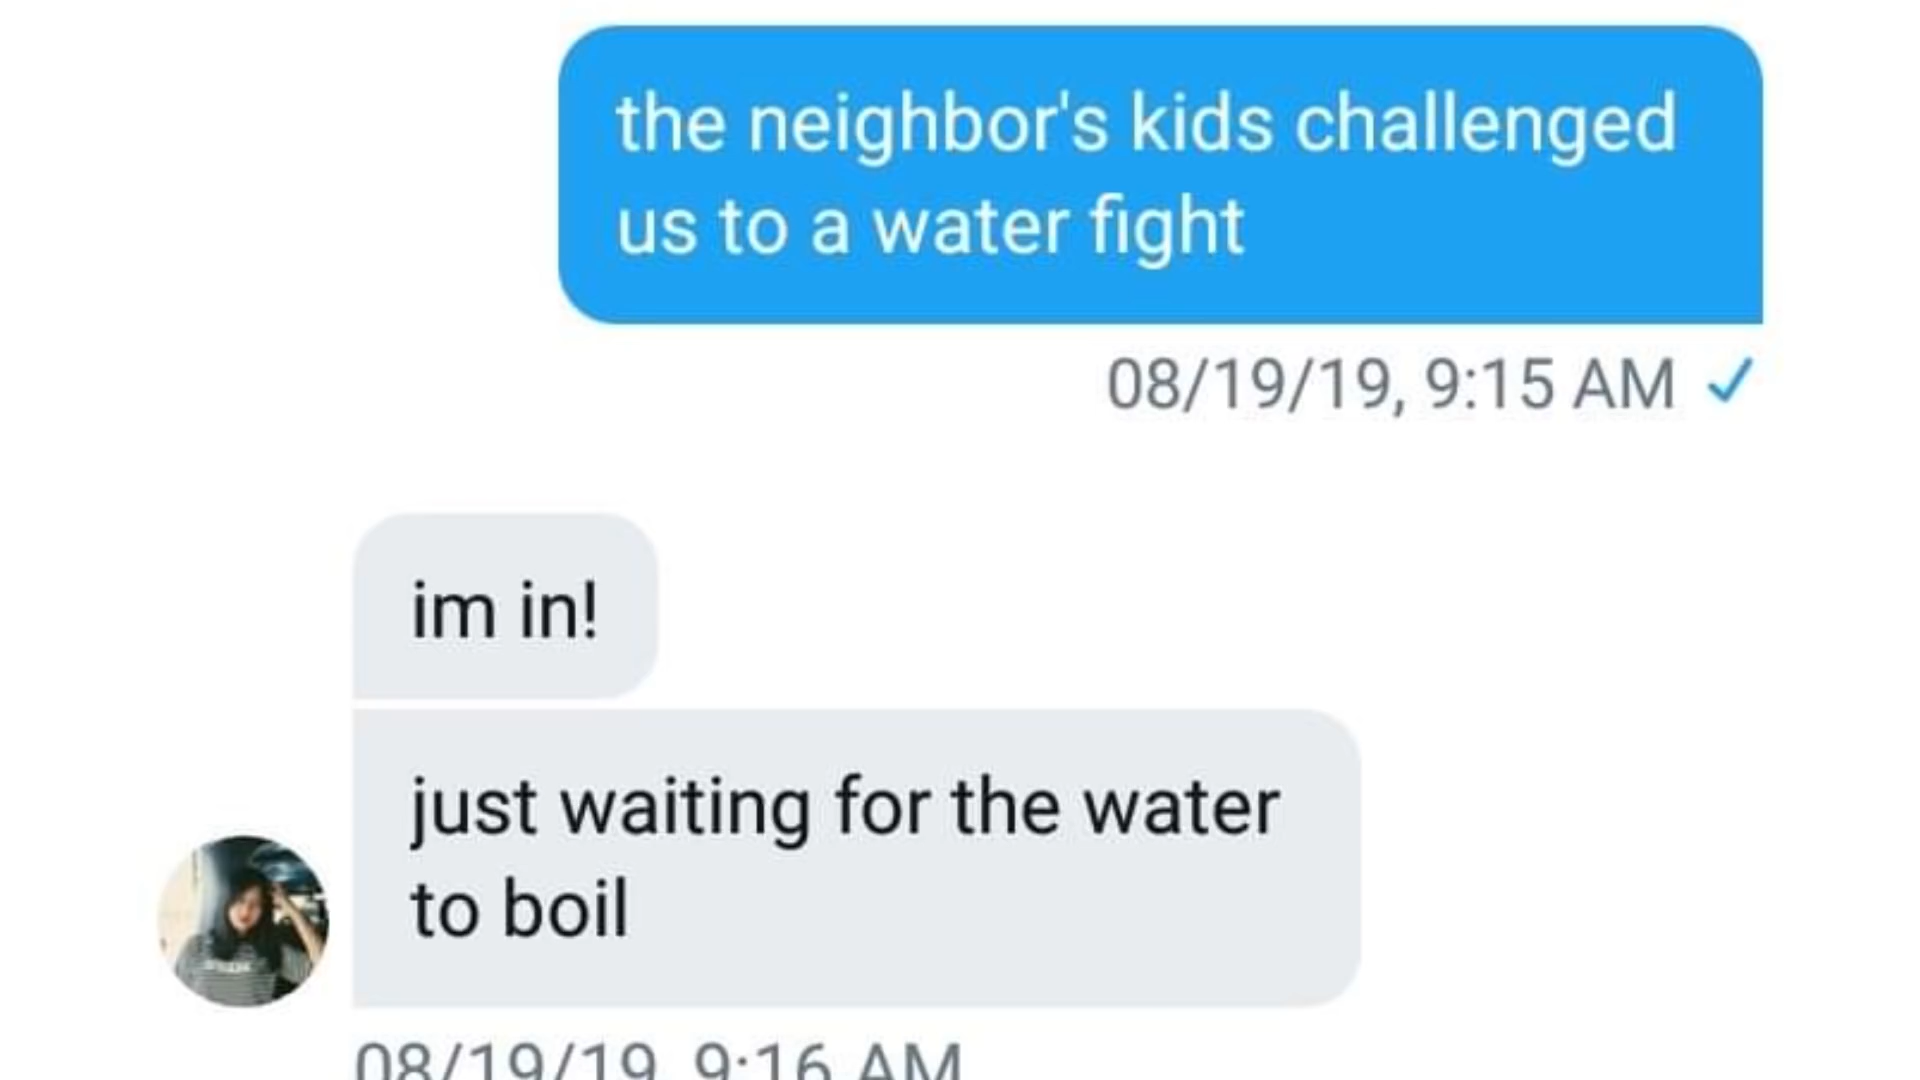 the neighbor's kids challenged
us to a water fight
08/19/19, 9:15 AM ✓
im in!
just waiting for the water
to boil
08/19/19, 9:16 AM